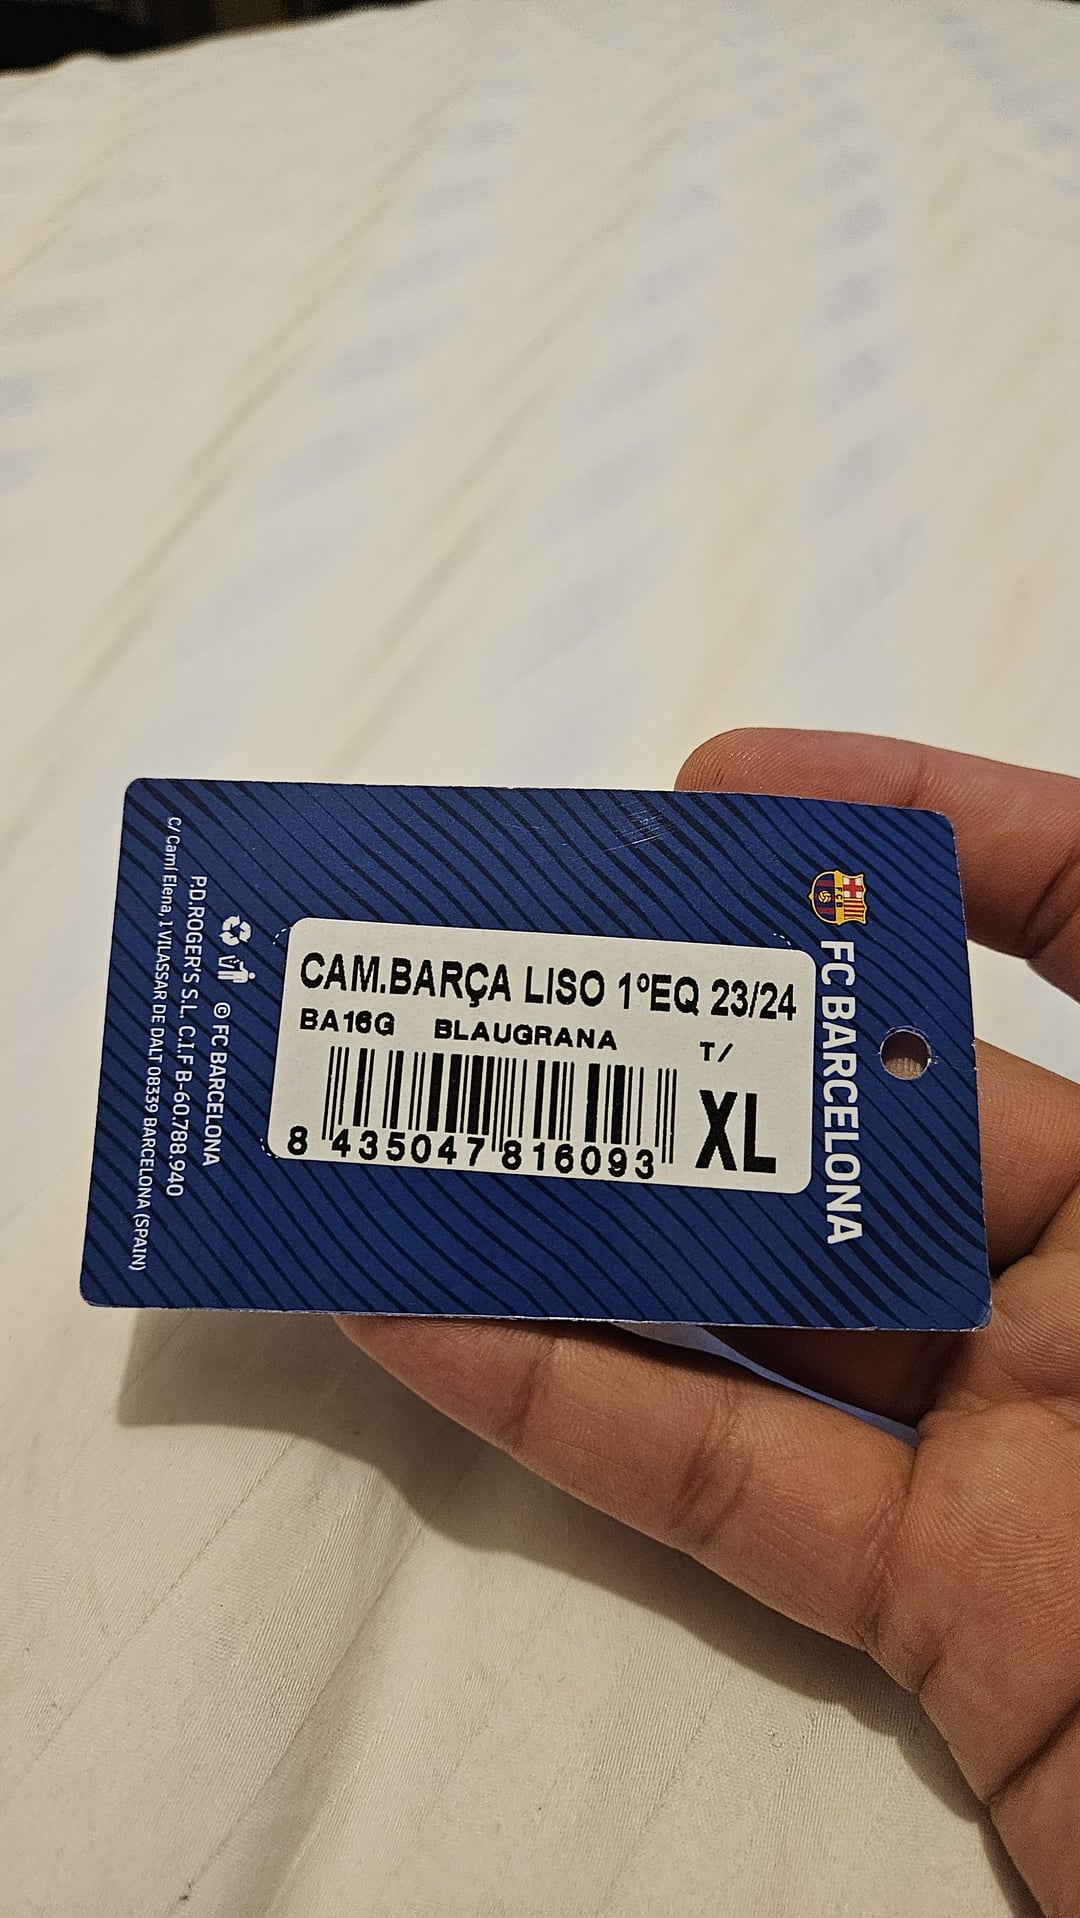 CAM.BARÇA LISO 1ºEQ 23/24
BA16G BLAUGRANA T/
XL
8 435047 816093
FC BARCELONA
© FC BARCELONA
P.D.ROGER'S S.L. C.I.F B-60.788.940
C/ Camí Elena, 1 VILASSAR DE DALT 08339 BARCELONA (SPAIN)